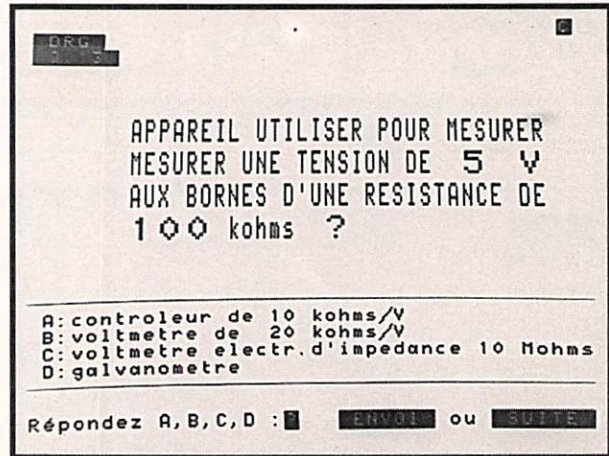 C
DRG
APPAREIL UTILISER POUR MESURER
MESURER UNE TENSION DE 5 V
AUX BORNES D'UNE RESISTANCE DE
100 kohms ?
A:controleur de 10 kohms/V
B:voltmetre de 20 kohms/V
C:voltmetre electr.d'impedance 10 Mohms
D:galvanometre
Répondez A,B,C,D :? ENVOI ou SUITE